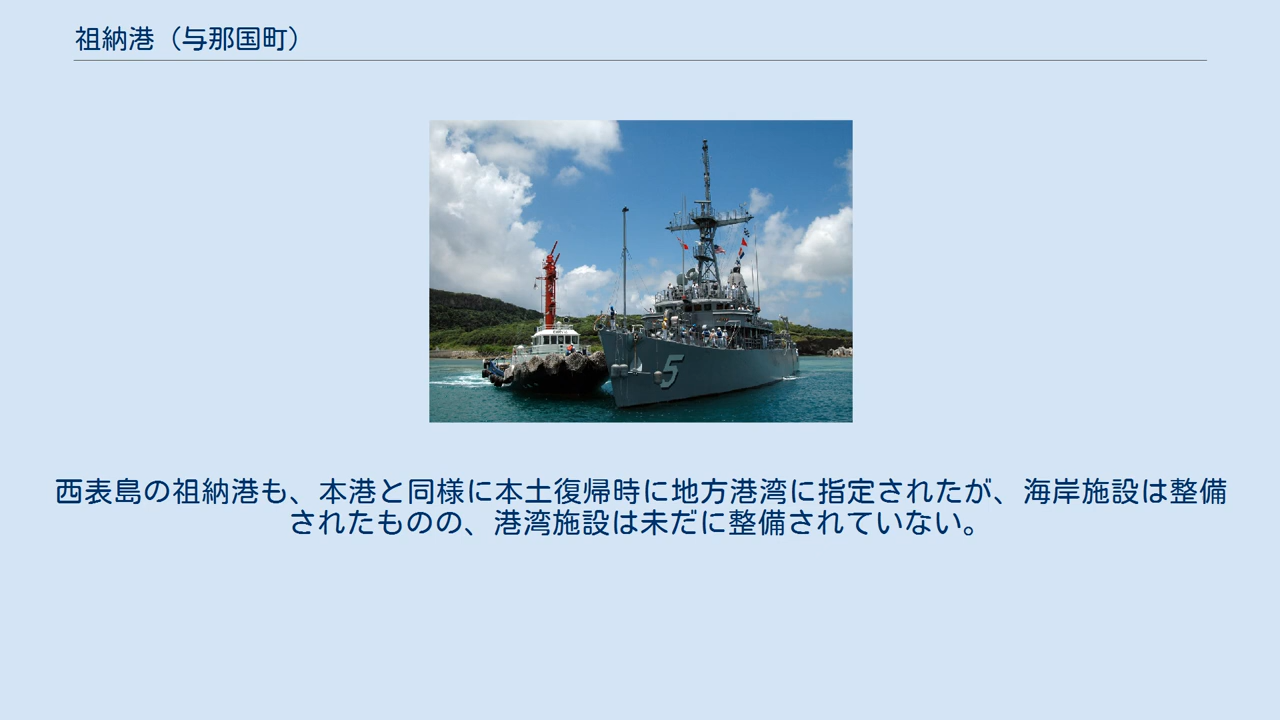 祖納港（与那国町）
5
西表島の祖納港も、本港と同様に本土復帰時に地方港湾に指定されたが、海岸施設は整備
されたものの、港湾施設は未だに整備されていない。